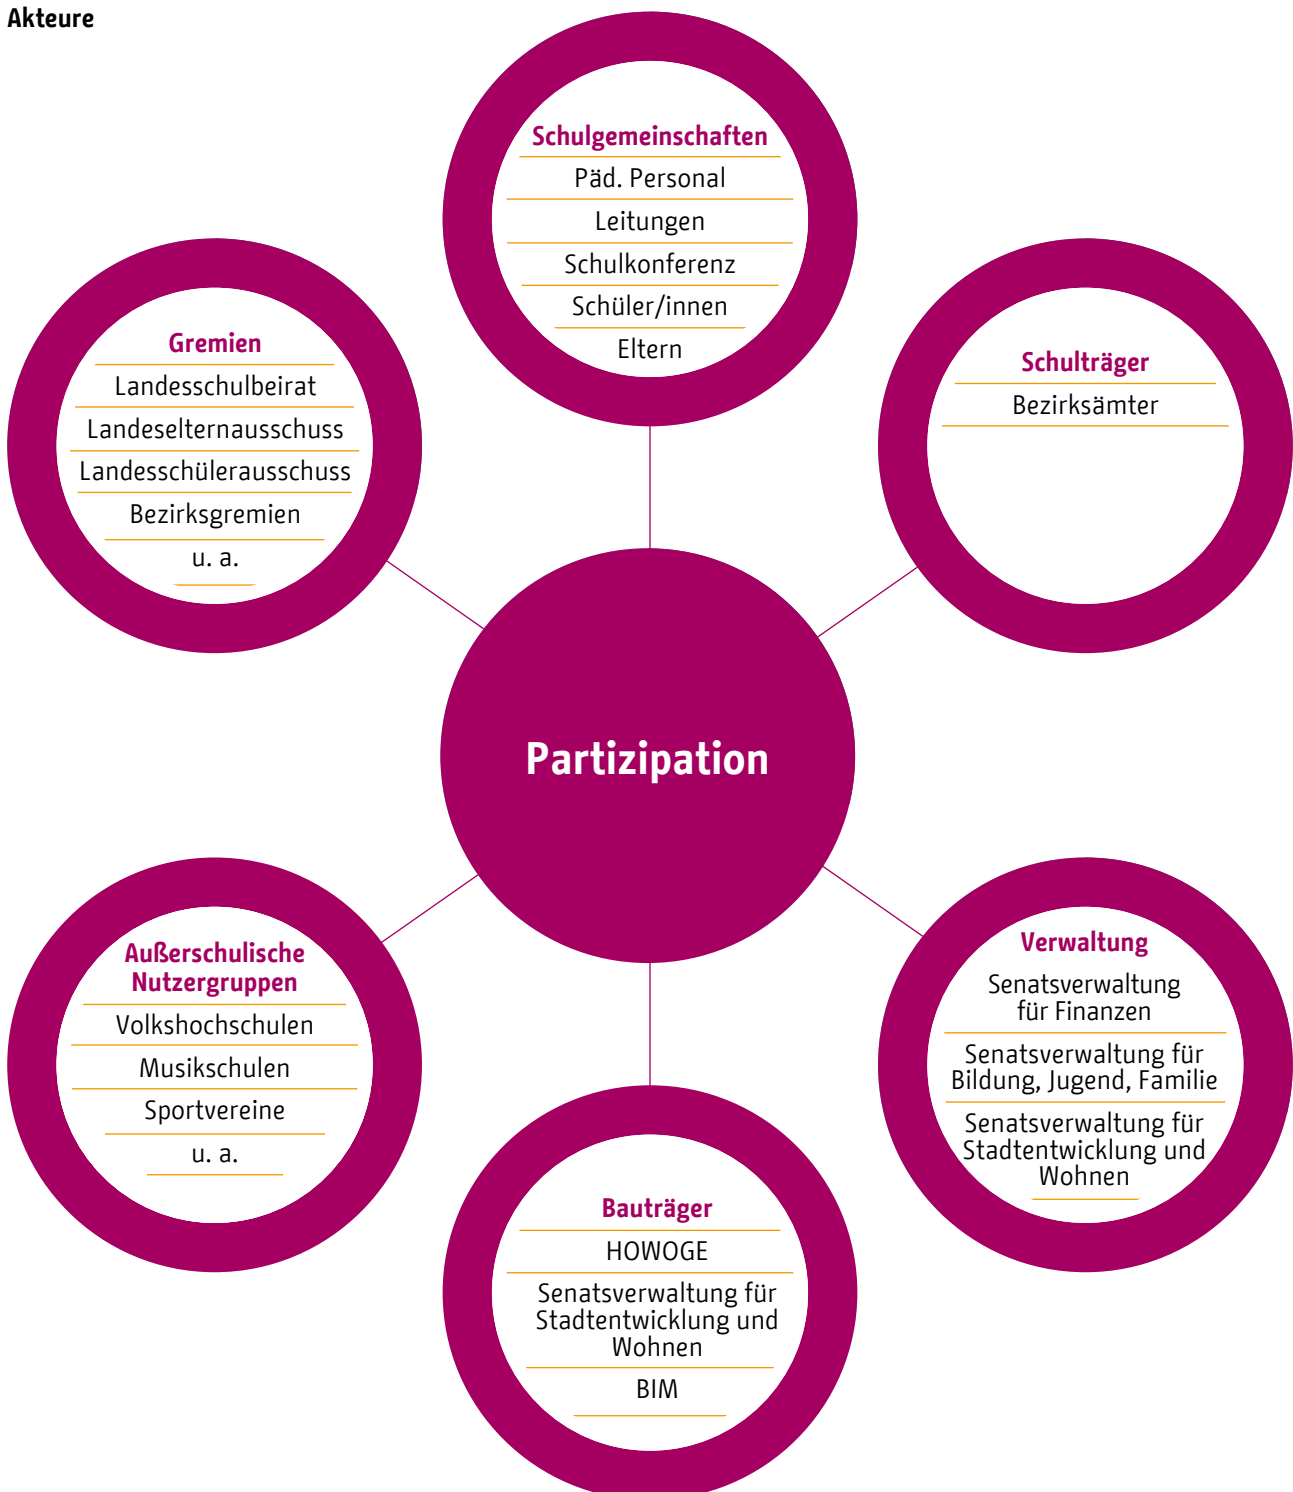 Akteure
Schulgemeinschaften
Päd. Personal
Leitungen
Schulkonferenz
Schüler/innen
Eltern
Gremien
Landesschulbeirat
Landeselternausschuss
Landesschülerausschuss
Bezirksgremien
u. a.
Schulträger
Bezirksämter
Partizipation
Außerschulische
Nutzergruppen
Volkshochschulen
Musikschulen
Sportvereine
u. a.
Verwaltung
Senatsverwaltung
für Finanzen
Senatsverwaltung für
Bildung, Jugend, Familie
Senatsverwaltung für
Stadtentwicklung und
Wohnen
Bauträger
HOWOGE
Senatsverwaltung für
Stadtentwicklung und
Wohnen
BIM